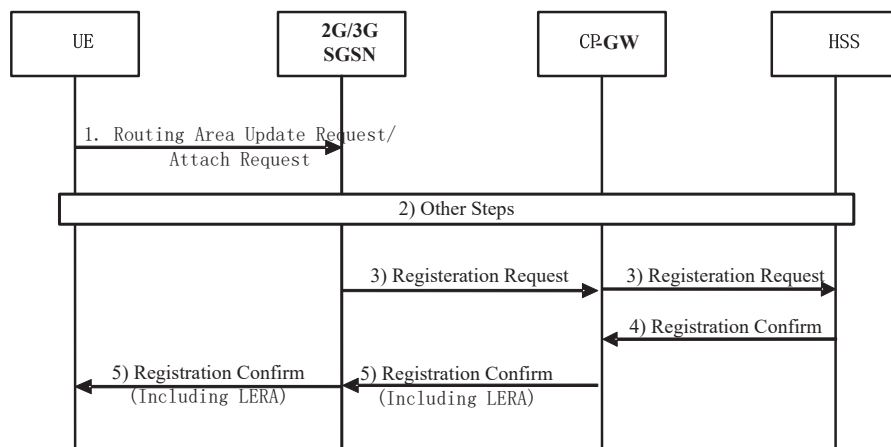 UE
2G/3G
SGSN
CP-GW
HSS
1. Routing Area Update Request/
Attach Request
2) Other Steps
3) Registeration Request
3) Registeration Request
4) Registration Confirm
5) Registration Confirm
(Including LERA)
5) Registration Confirm
(Including LERA)